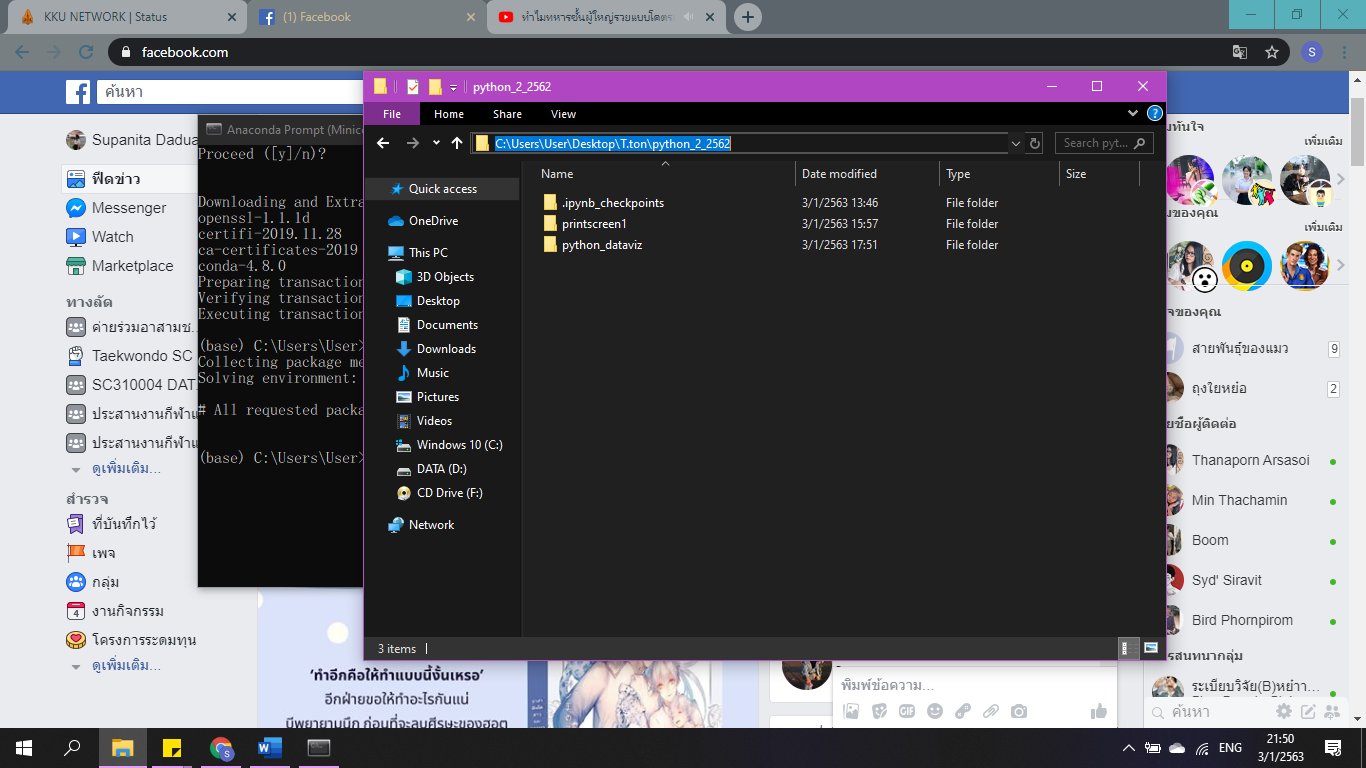 KKU NETWORK | Status
(1) Facebook
ทำไมทหารชั้นผู้ใหญ่รวยแบบโคตร
facebook.com
S
python_2_2562
File
Home
Share
View
C:\Users\User\Desktop\T.ton\python_2_2562
Search pyt...
Name
Date modified
Type
Size
.ipynb_checkpoints
3/1/2563 13:46
File folder
printscreen1
3/1/2563 15:57
File folder
python_dataviz
3/1/2563 17:51
File folder
Quick access
OneDrive
This PC
3D Objects
Desktop
Documents
Downloads
Music
Pictures
Videos
Windows 10 (C:)
DATA (D:)
CD Drive (F:)
Network
3 items
Anaconda Prompt (Minico
Proceed ([y]/n)?
Downloading and Extra
openssl-1.1.1d
certifi-2019.11.28
ca-certificates-2019
conda-4.8.0
Preparing transaction
Verifying transaction
Executing transaction
(base) C:\Users\User>
Collecting package me
Solving environment:
# All requested packa
(base) C:\Users\User>
ค้นหา
Supanita Dadua
ฟีดข่าว
Messenger
Watch
Marketplace
ทางลัด
ค่ายร่วมอาสามช...
Taekwondo SC
SC310004 DAT
ประสานงานกีฬาแ
ประสานงานกีฬาแ
ดูเพิ่มเติม...
สำรวจ
ที่บันทึกไว้
เพจ
กลุ่ม
4
งานกิจกรรม
โครงการระดมทุน
ดูเพิ่มเติม...
‘ทำอีกคือให้ทำแบบนี้งั้นเหรอ’
อีกฝ่ายขอให้ทำอะไรกันแน่
มีพยายามนึก ก่อนที่จะลบศีรษะของฮอต
มทันใจ
เพิ่มเติม
มของคุณ
เพิ่มเติม
จของคุณ
สายพันธุ์ของแมว
9
ถุงใยหย่อ
2
ยชื่อผู้ติดต่อ
Thanaporn Arsasoi
Min Thachamin
Boom
Syd' Siravit
Bird Phornpirom
รสนทนากลุ่ม
ระเบียบวิจัย(B)หย่าา...
ค้นหา
พิมพ์ข้อความ...
GIF
ENG
21:50
3/1/2563